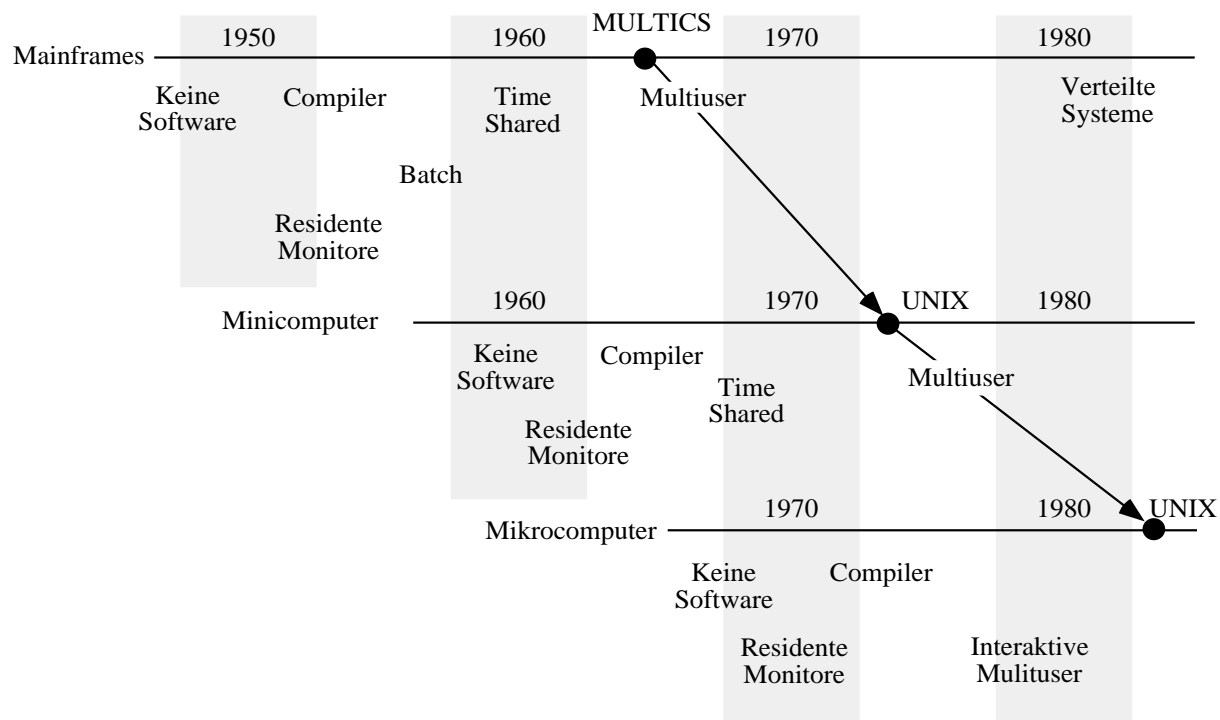 MULTICS
1950 1960 1970 1980
Mainframes
Keine
Software
Compiler
Time
Shared
Multiuser
Verteilte
Systeme
Batch
Residente
Monitore
1960 1970 UNIX 1980
Minicomputer
Keine
Software
Compiler
Time
Shared
Multiuser
Residente
Monitore
1970 1980 UNIX
Mikrocomputer
Keine
Software
Compiler
Residente
Monitore
Interaktive
Mulituser